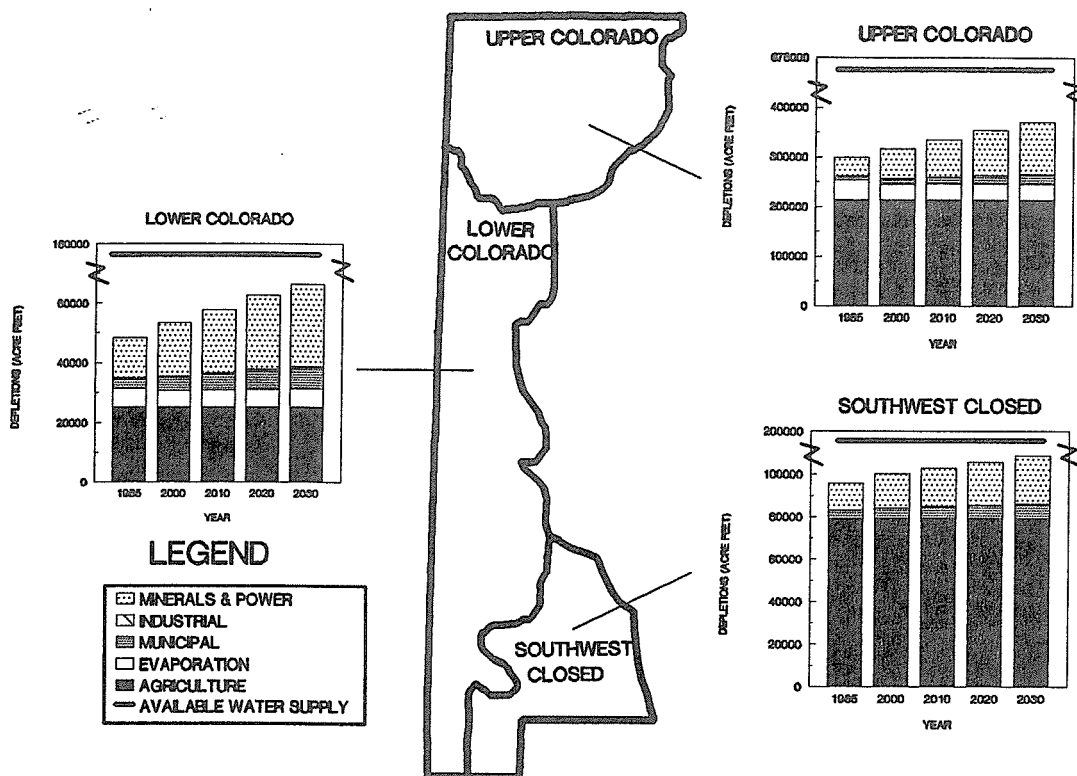 UPPER COLORADO
LOWER
COLORADO
SOUTHWEST
CLOSED
LOWER COLORADO
DEPLETIONS (ACRE FEET)
160000
60000
40000
20000
0
1985 2000 2010 2020 2030
YEAR
LEGEND
MINERALS & POWER
INDUSTRIAL
MUNICIPAL
EVAPORATION
AGRICULTURE
AVAILABLE WATER SUPPLY
UPPER COLORADO
DEPLETIONS (ACRE FEET)
675000
400000
300000
200000
100000
0
1985 2000 2010 2020 2030
YEAR
SOUTHWEST CLOSED
DEPLETIONS (ACRE FEET)
200000
100000
80000
60000
40000
20000
0
1985 2000 2010 2020 2030
YEAR